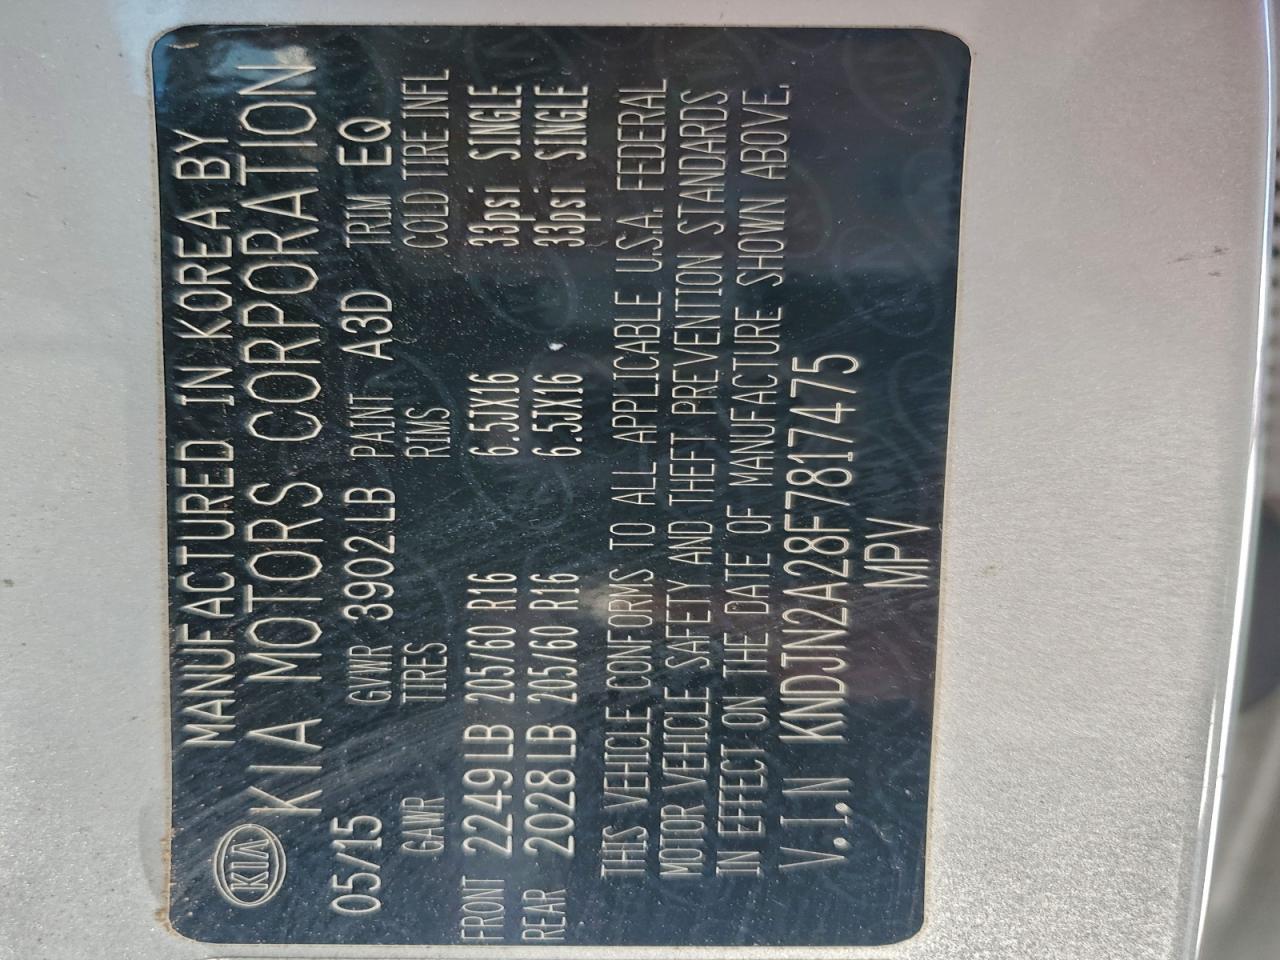 MANUFACTURED IN KOREA BY
KIA KIA MOTORS CORPORATION
05/15 GVWR 3902LB PAINT A3D TRIM EQ
GAWR TIRES RIMS COLD TIRE INFL
FRONT 2249LB 205/60 R16 6.5JX16 33psi SINGLE
REAR 2028LB 205/60 R16 6.5JX16 33psi SINGLE
THIS VEHICLE CONFORMS TO ALL APPLICABLE U.S.A. FEDERAL
MOTOR VEHICLE SAFETY AND THEFT PREVENTION STANDARDS
IN EFFECT ON THE DATE OF MANUFACTURE SHOWN ABOVE.
V.I.N KNDJN2A28F7817475
MPV